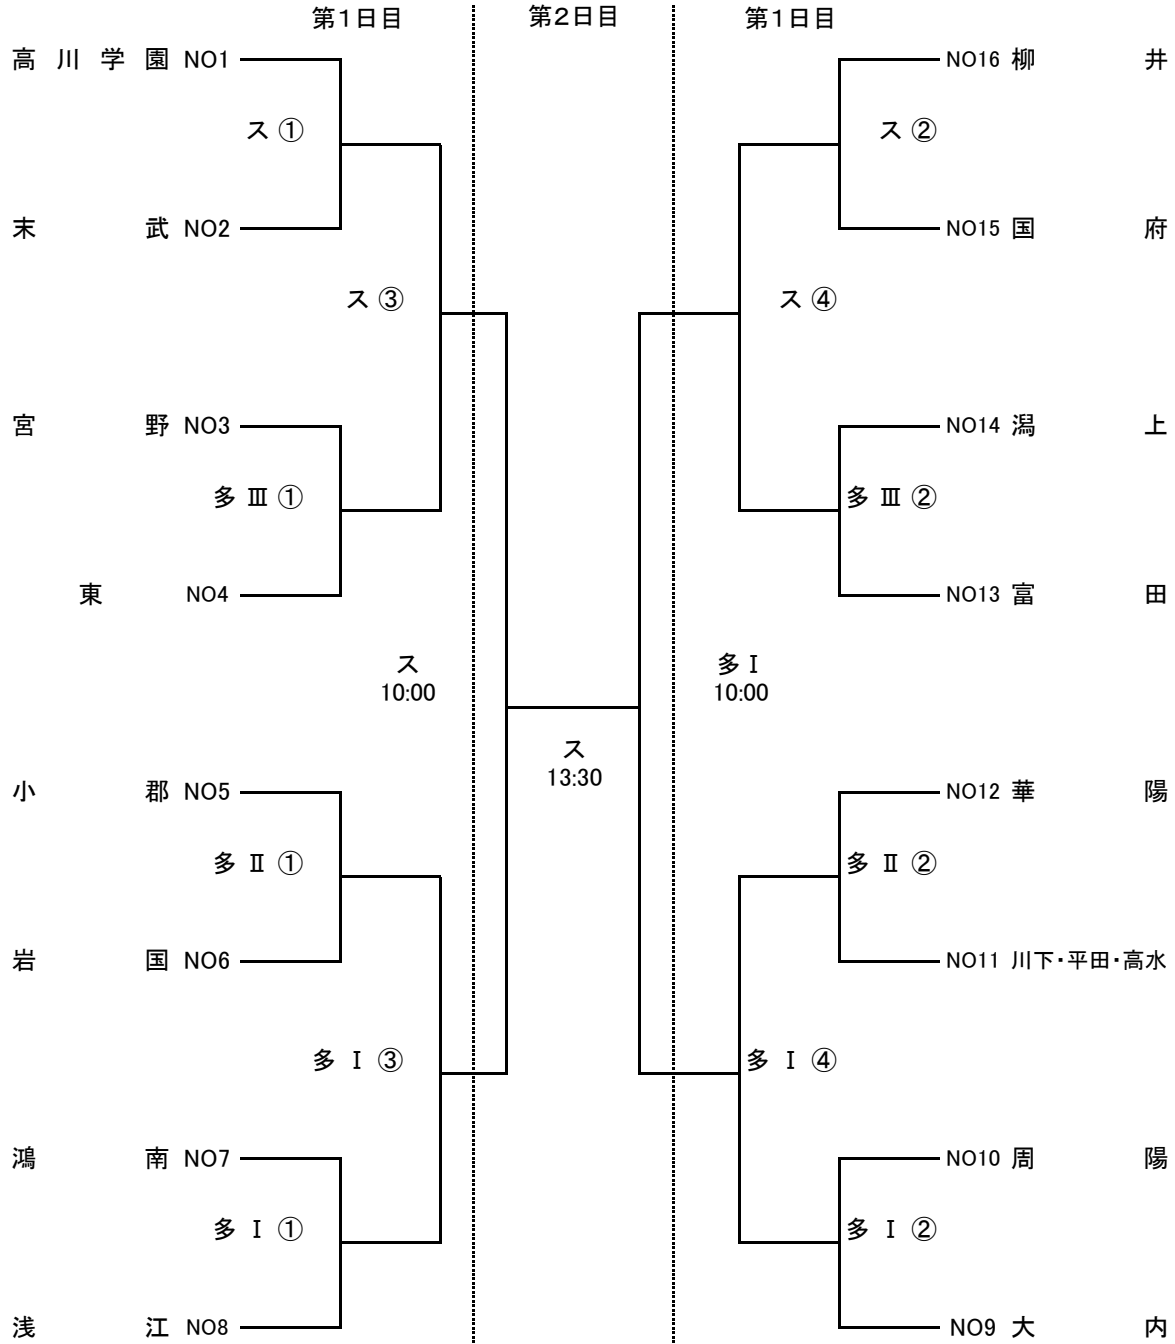 第1日目 第2日目 第1日目
高川学園 NO1 NO16 柳井
ス ① ス ②
末武 NO2 NO15 国府
ス ③ ス ④
宮野 NO3 NO14 潟上
多 Ⅲ ① 多 Ⅲ ②
東 NO4 NO13 富田
ス 多 Ⅰ
10:00 10:00
ス
13:30
小郡 NO5 NO12 華陽
多 Ⅱ ① 多 Ⅱ ②
岩国 NO6 NO11 川下・平田・高水
多 Ⅰ ③ 多 Ⅰ ④
鴻南 NO7 NO10 周陽
多 Ⅰ ① 多 Ⅰ ②
浅江 NO8 NO9 大内